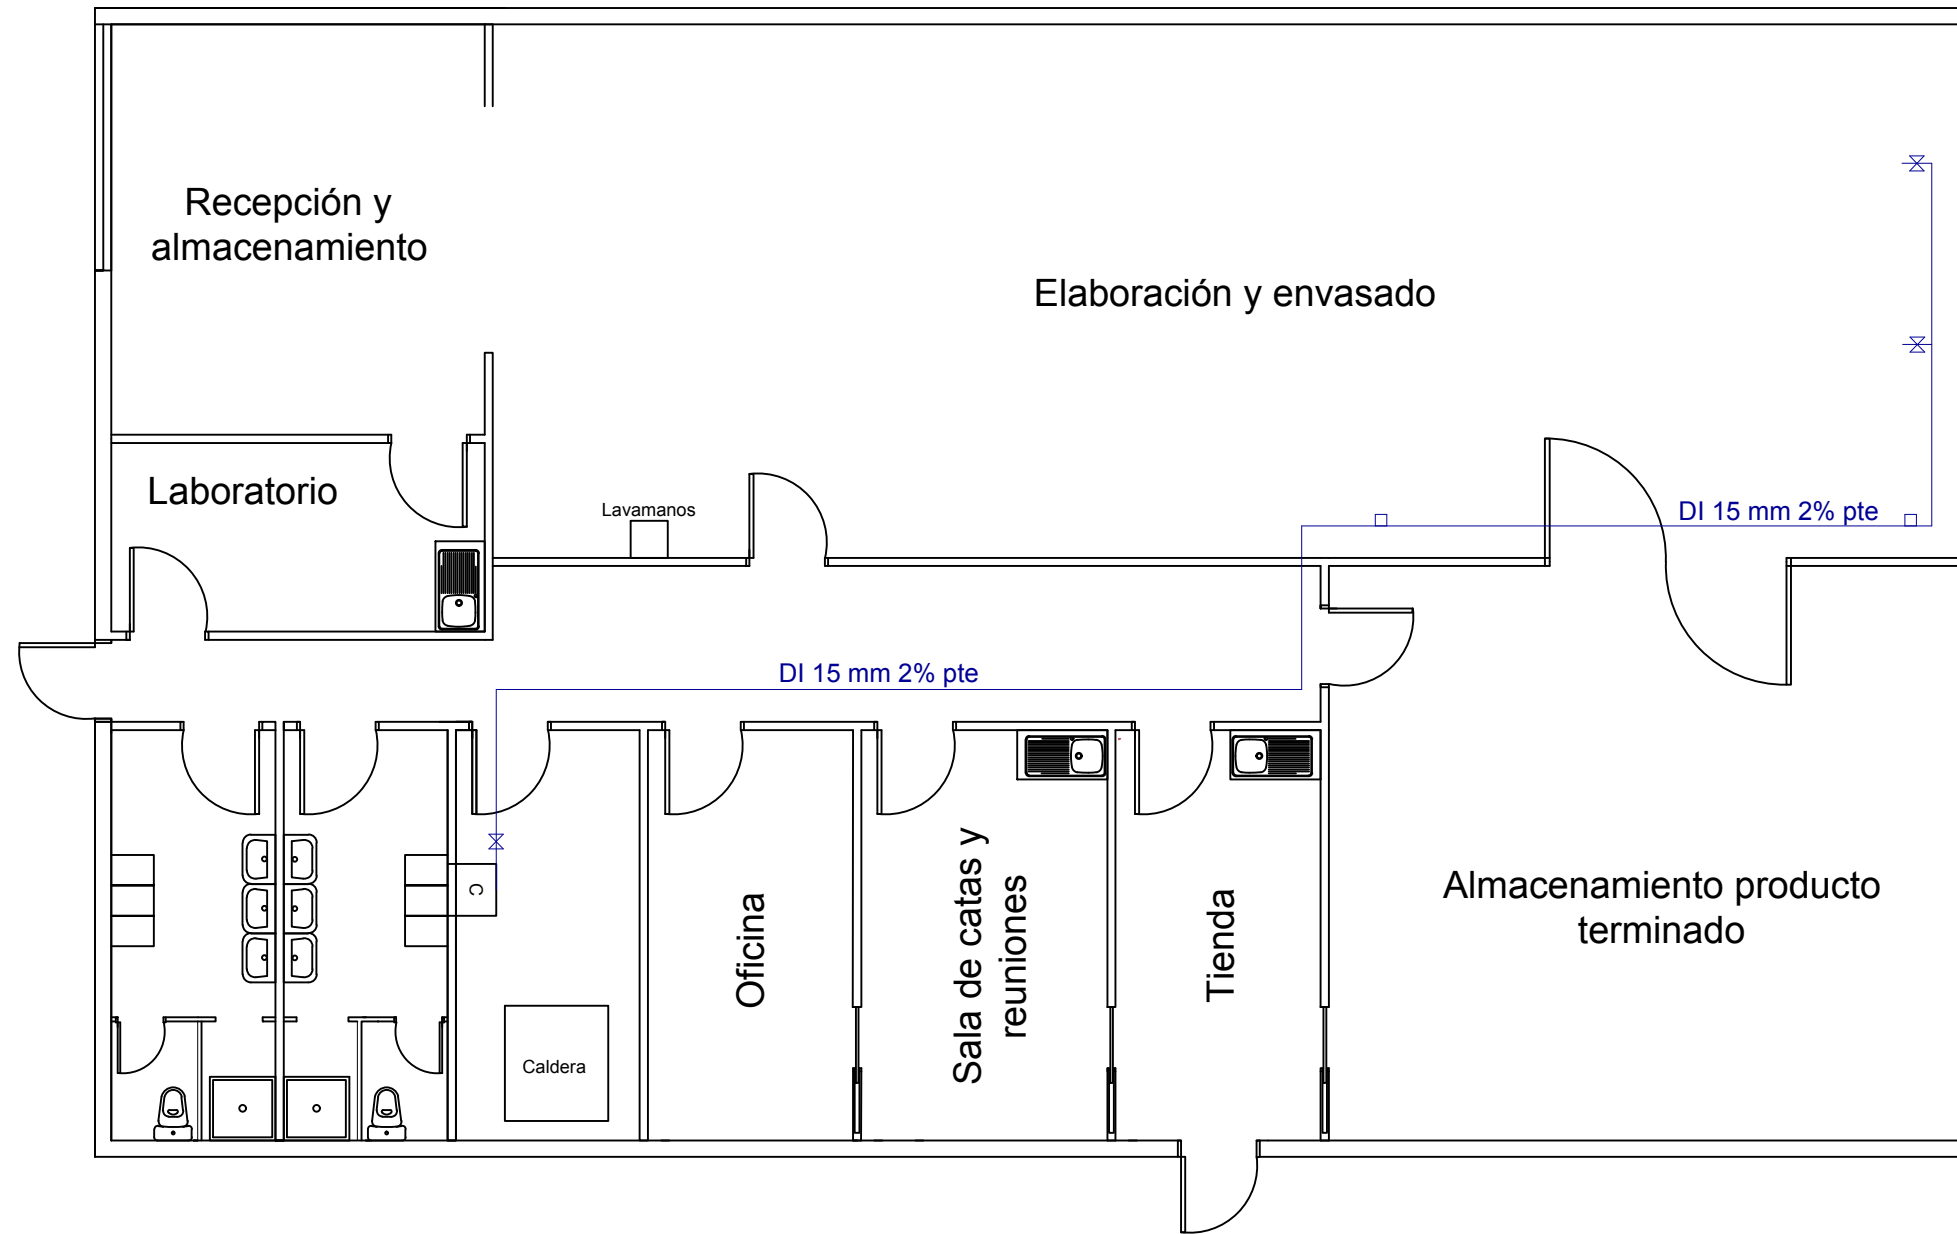 Recepción y
almacenamiento
Elaboración y envasado
Laboratorio
Lavamanos
DI 15 mm 2% pte
DI 15 mm 2% pte
C
Caldera
Oficina
Sala de catas y
reuniones
Tienda
Almacenamiento producto
terminado